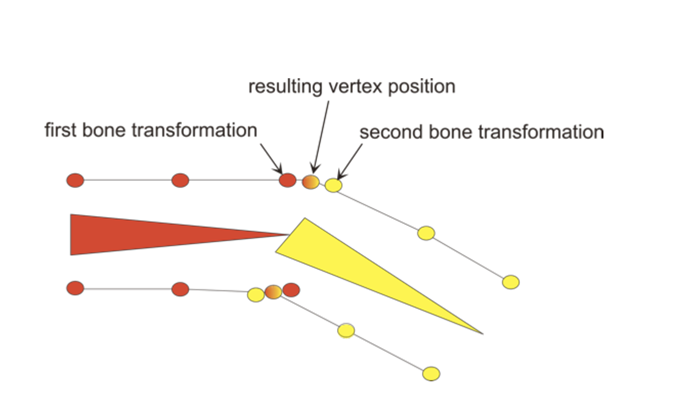 resulting vertex position
first bone transformation
second bone transformation